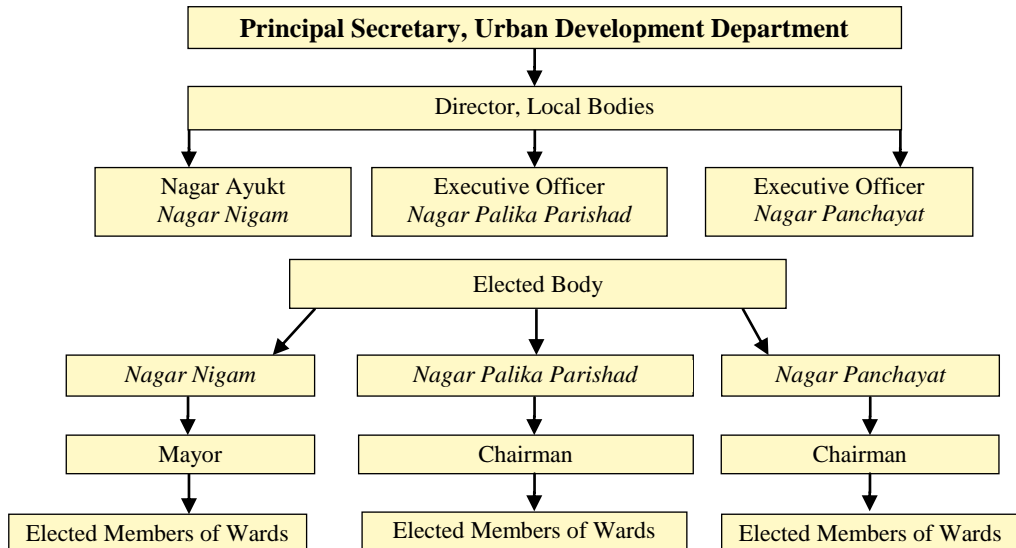 Principal Secretary, Urban Development Department
Director, Local Bodies
Nagar Ayukt
Nagar Nigam
Executive Officer
Nagar Palika Parishad
Executive Officer
Nagar Panchayat
Elected Body
Nagar Nigam
Nagar Palika Parishad
Nagar Panchayat
Mayor
Chairman
Chairman
Elected Members of Wards
Elected Members of Wards
Elected Members of Wards